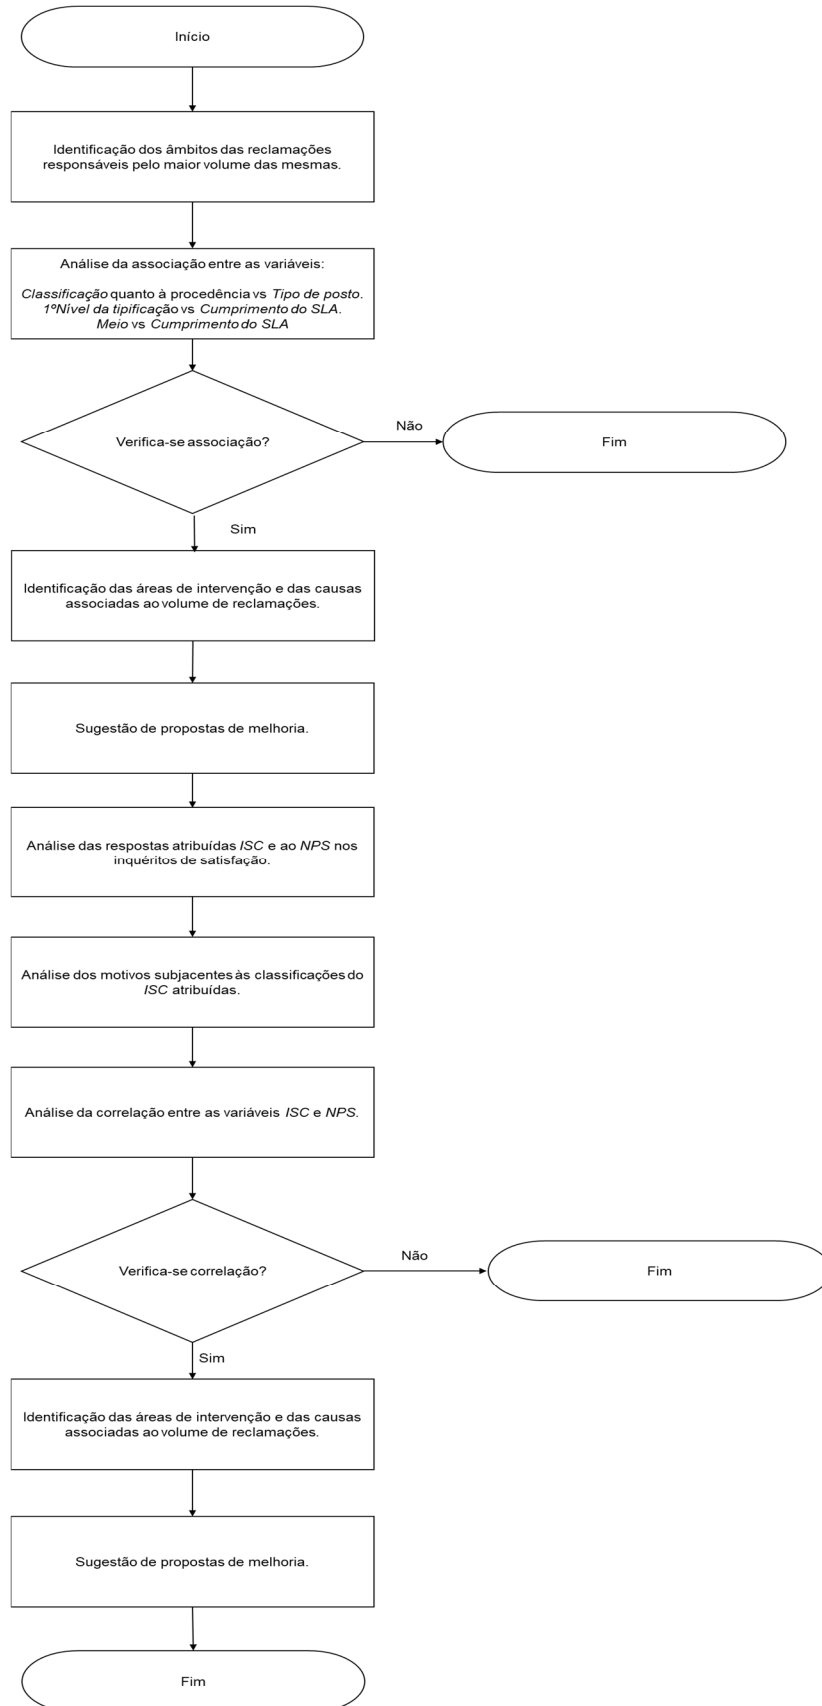 Início
Identificação dos âmbitos das reclamações
responsáveis pelo maior volume das mesmas.
Análise da associação entre as variáveis:
Classificação quanto à procedência vs Tipo de posto.
1ºNível da tipificação vs Cumprimento do SLA.
Meio vs Cumprimento do SLA
Verifica-se associação?
Não
Fim
Sim
Identificação das áreas de intervenção e das causas
associadas ao volume de reclamações.
Sugestão de propostas de melhoria.
Análise das respostas atribuídas ISC e ao NPS nos
inquéritos de satisfação.
Análise dos motivos subjacentes às classificações do
ISC atribuídas.
Análise da correlação entre as variáveis ISC e NPS.
Verifica-se correlação?
Não
Fim
Sim
Identificação das áreas de intervenção e das causas
associadas ao volume de reclamações.
Sugestão de propostas de melhoria.
Fim